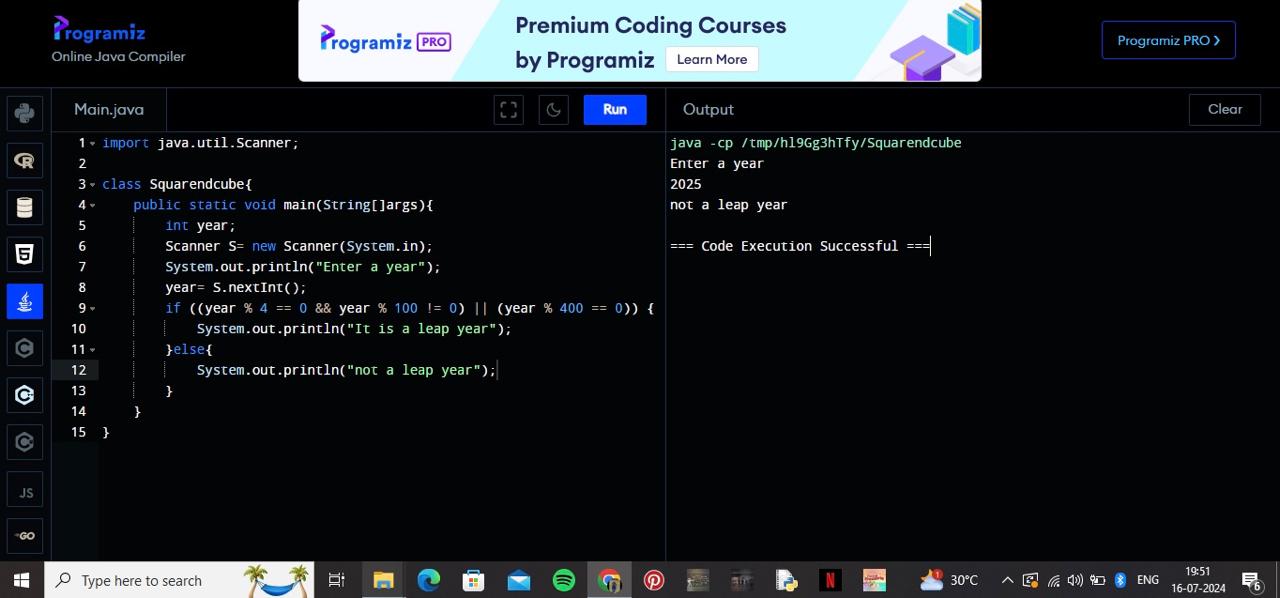 Programiz
Online Java Compiler
Programiz PRO
Premium Coding Courses
by Programiz
Learn More
Programiz PRO
Main.java
Run
Output
Clear
1 import java.util.Scanner;
2
3 class Squarendcube{
4     public static void main(String[]args){
5         int year;
6         Scanner S= new Scanner(System.in);
7         System.out.println("Enter a year");
8         year= S.nextInt();
9         if ((year % 4 == 0 && year % 100 != 0) || (year % 400 == 0)) {
10             System.out.println("It is a leap year");
11         }else{
12             System.out.println("not a leap year");
13         }
14     }
15 }
java -cp /tmp/hl9Gg3hTfy/Squarendcube
Enter a year
2025
not a leap year
=== Code Execution Successful ===
R
5
C
C
C
JS
GO
Type here to search
N
1
30°C
ENG
19:51
16-07-2024
6